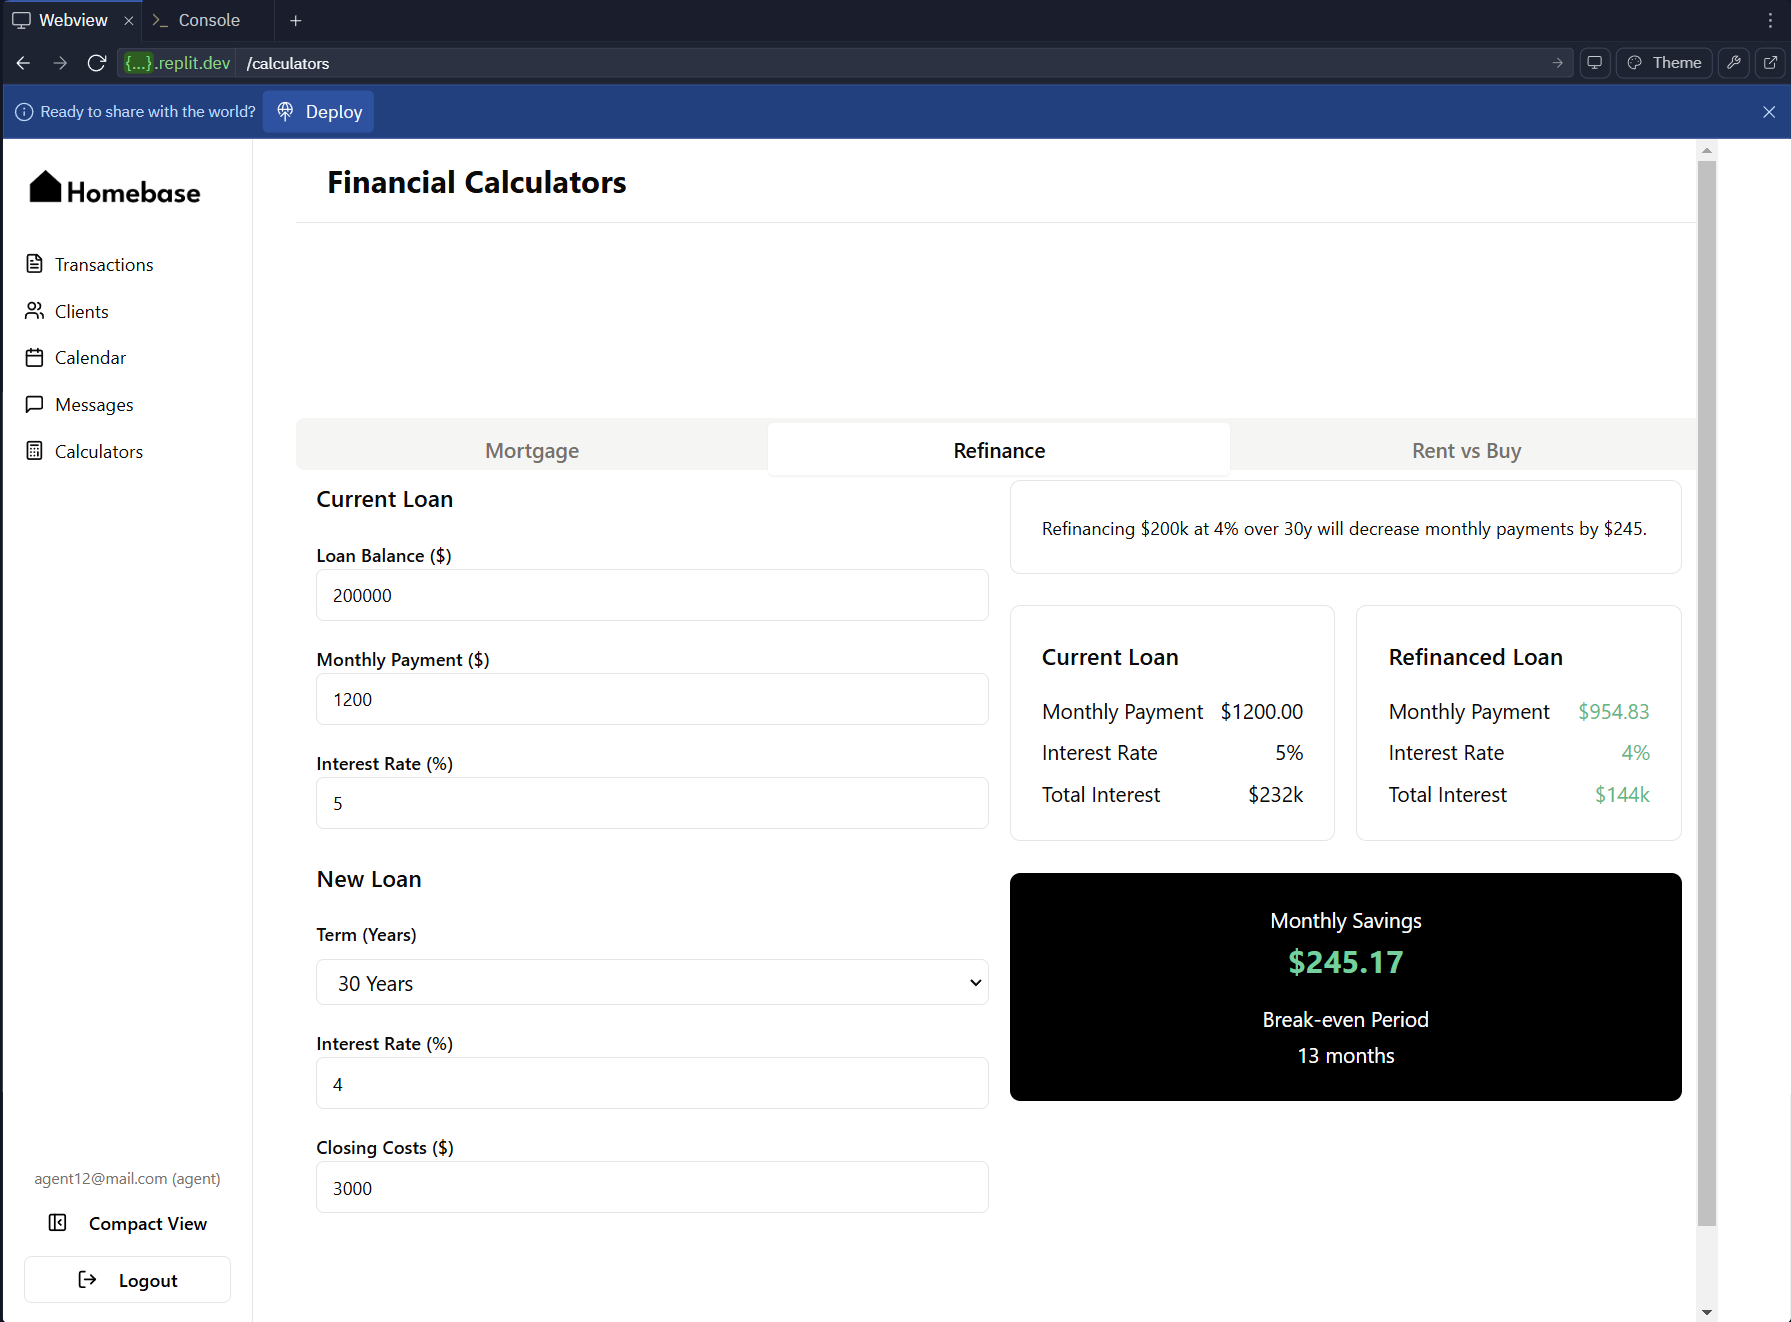 Webview
Console
{...}.replit.dev /calculators
Theme
Ready to share with the world? Deploy
Homebase
Transactions
Clients
Calendar
Messages
Calculators
agent12@mail.com (agent)
Compact View
Logout
Financial Calculators
Mortgage
Refinance
Rent vs Buy
Current Loan
Loan Balance ($)
200000
Monthly Payment ($)
1200
Interest Rate (%)
5
New Loan
Term (Years)
30 Years
Interest Rate (%)
4
Closing Costs ($)
3000
Refinancing $200k at 4% over 30y will decrease monthly payments by $245.
Current Loan
Monthly Payment $1200.00
Interest Rate 5%
Total Interest $232k
Refinanced Loan
Monthly Payment $954.83
Interest Rate 4%
Total Interest $144k
Monthly Savings
$245.17
Break-even Period
13 months